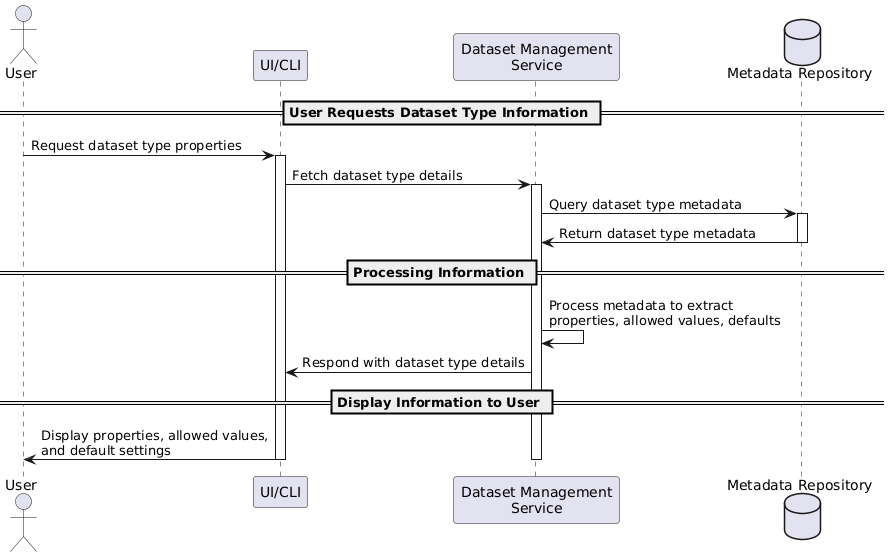 User
UI/CLI
Dataset Management
Service
Metadata Repository
User Requests Dataset Type Information
Request dataset type properties
Fetch dataset type details
Query dataset type metadata
Return dataset type metadata
Processing Information
Process metadata to extract
properties, allowed values, defaults
Respond with dataset type details
Display Information to User
Display properties, allowed values,
and default settings
User
UI/CLI
Dataset Management
Service
Metadata Repository